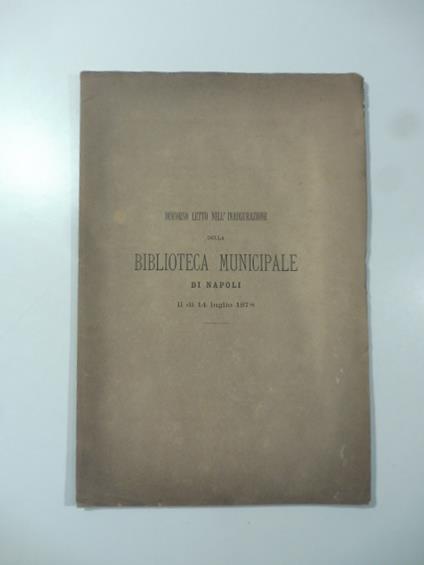 DISCORSO LETTO NELL'INAUGURAZIONE
DELLA
BIBLIOTECA MUNICIPALE
DI NAPOLI
il dì 14 luglio 1878